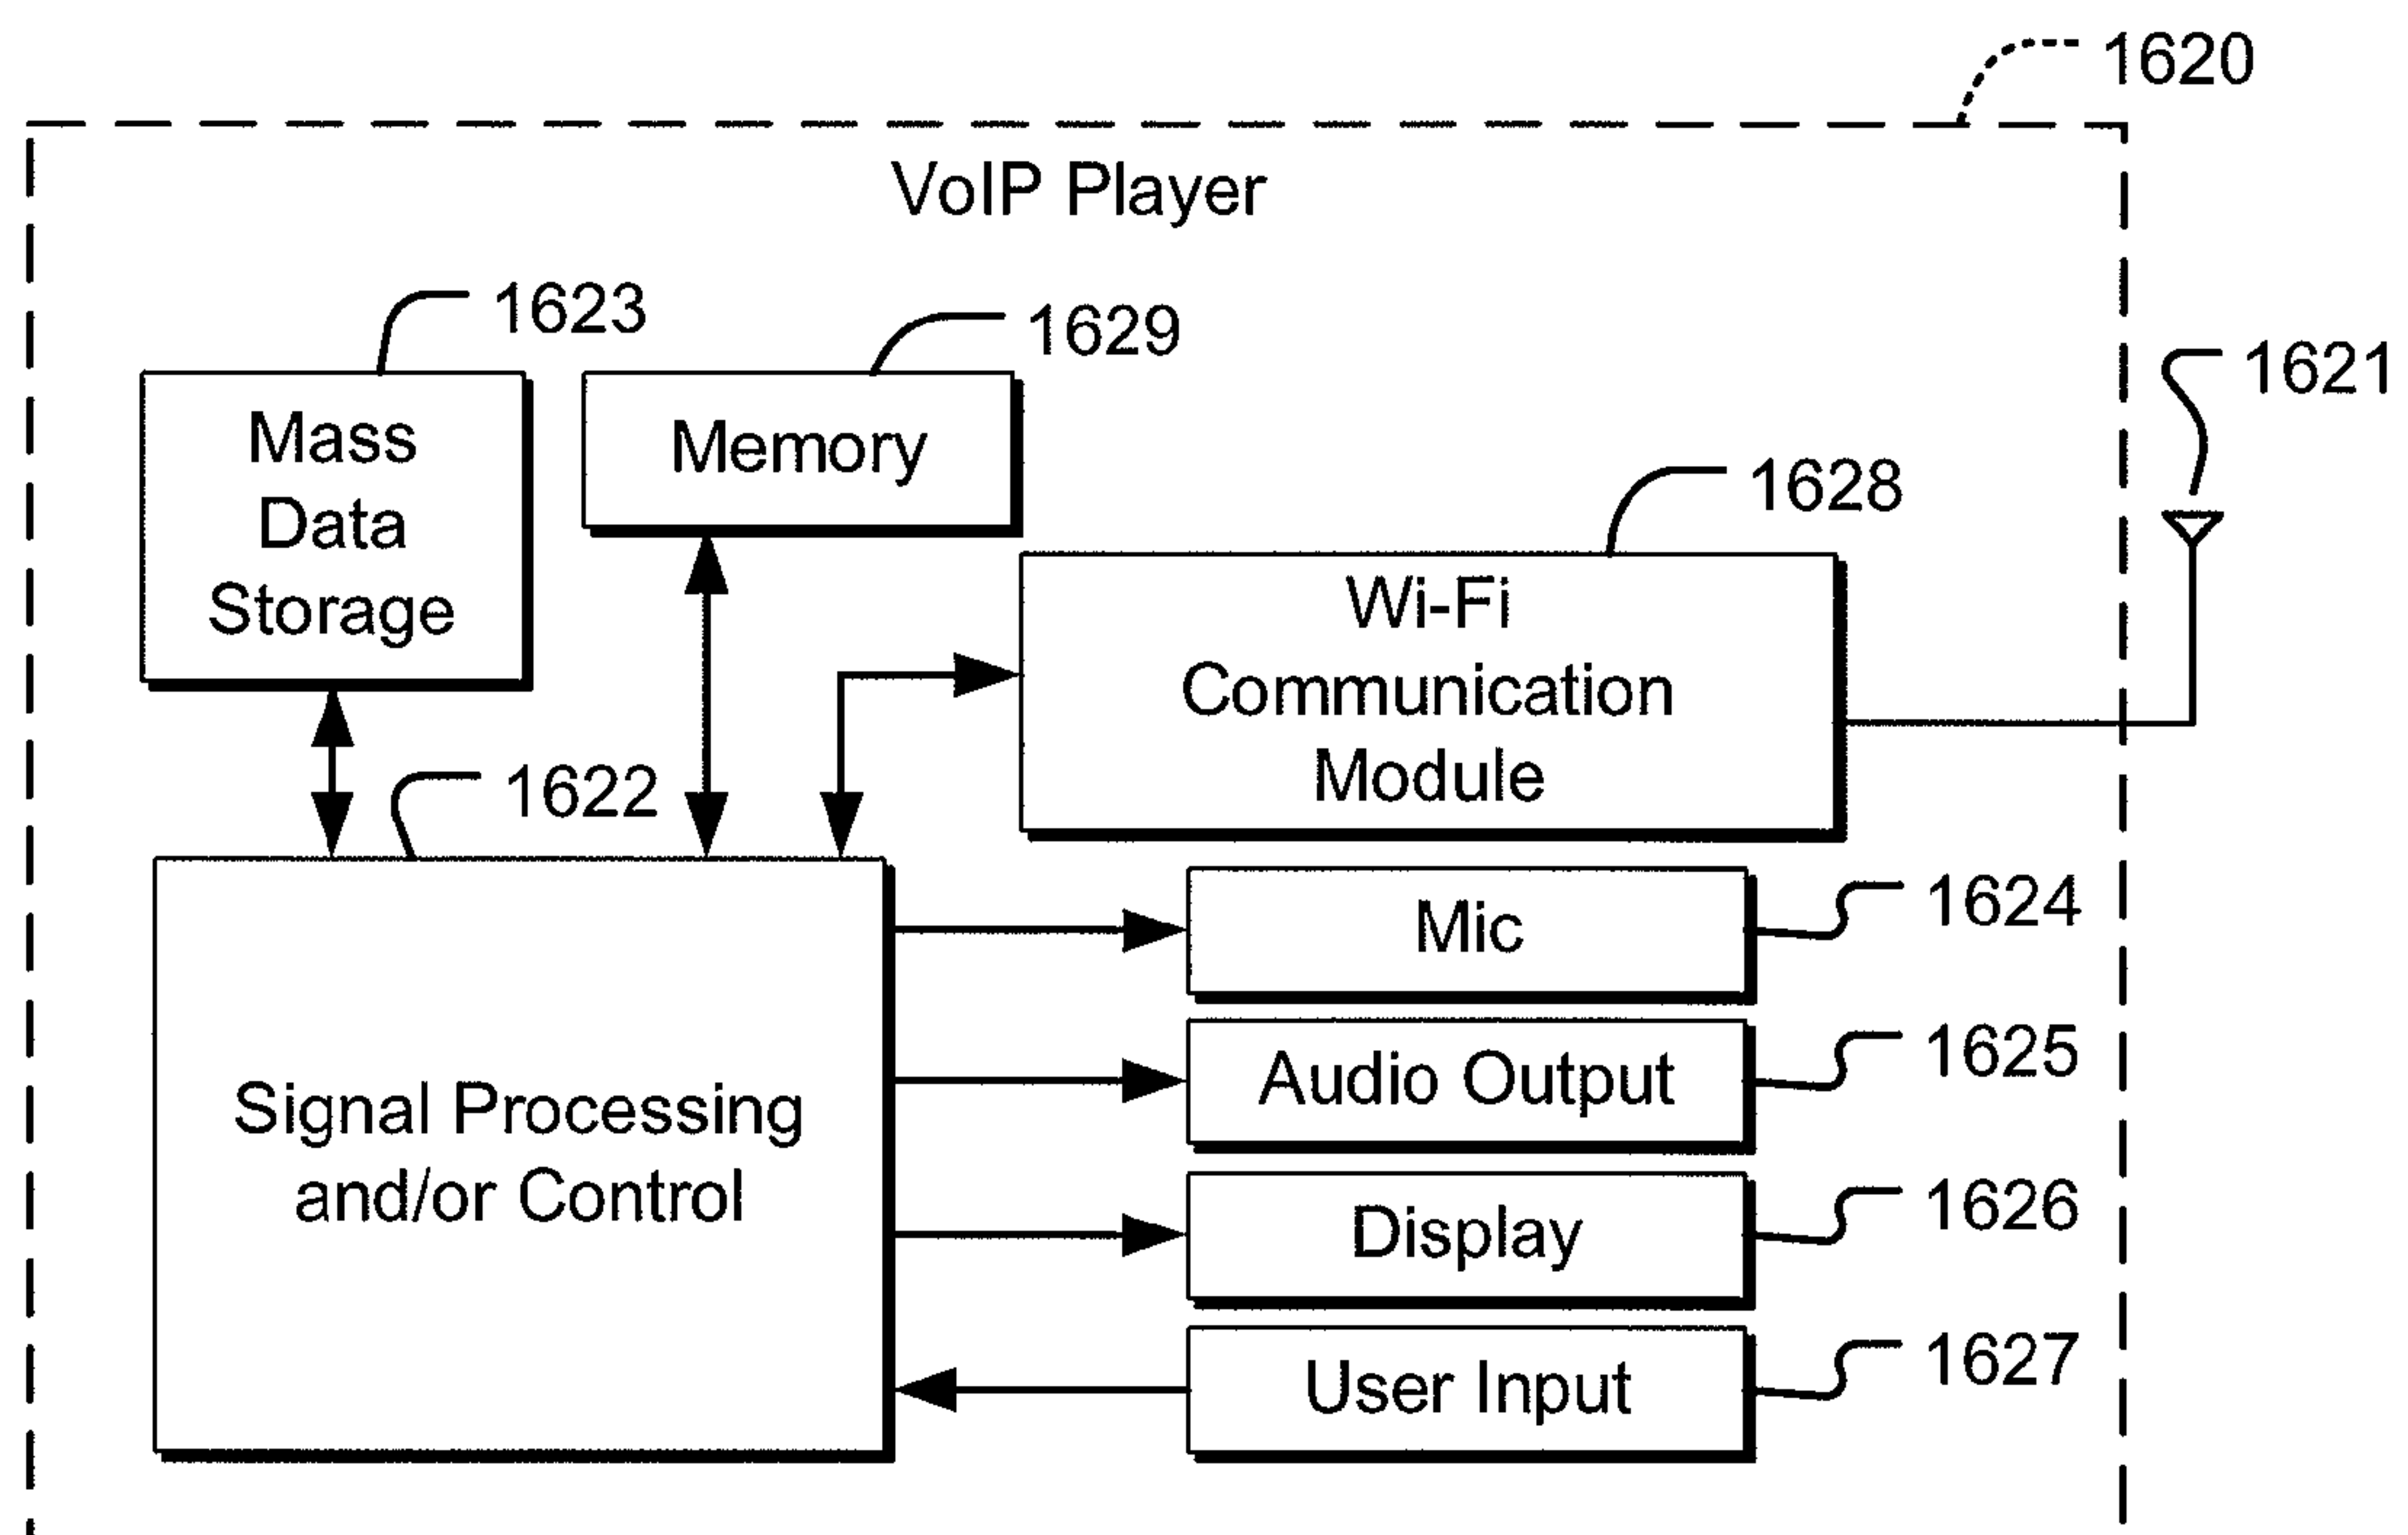 1620
VoIP Player
1623
1629
1621
Mass
Data
Storage
Memory
1628
Wi-Fi
Communication
Module
1622
Mic
1624
Audio Output
1625
Signal Processing
and/or Control
Display
1626
User Input
1627